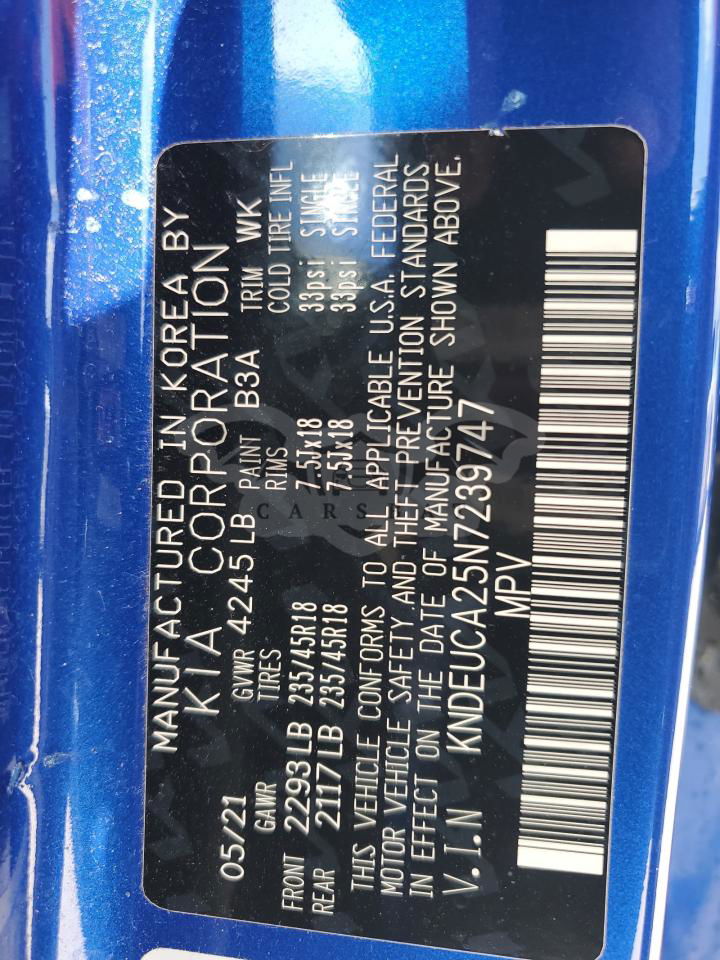 MANUFACTURED IN KOREA BY
KIA CORPORATION
05/21 GVWR 4245 LB PAINT B3A TRIM WK
GAWR TIRES RIMS COLD TIRE INFL
FRONT 2293 LB 235/45R18 7.5Jx18 33psi SINGLE
REAR 2117 LB 235/45R18 7.5Jx18 33psi SINGLE
THIS VEHICLE CONFORMS TO ALL APPLICABLE U.S.A. FEDERAL
MOTOR VEHICLE SAFETY AND THEFT PREVENTION STANDARDS
IN EFFECT ON THE DATE OF MANUFACTURE SHOWN ABOVE.
V.I.N KNDEUCA25N7239747
MPV